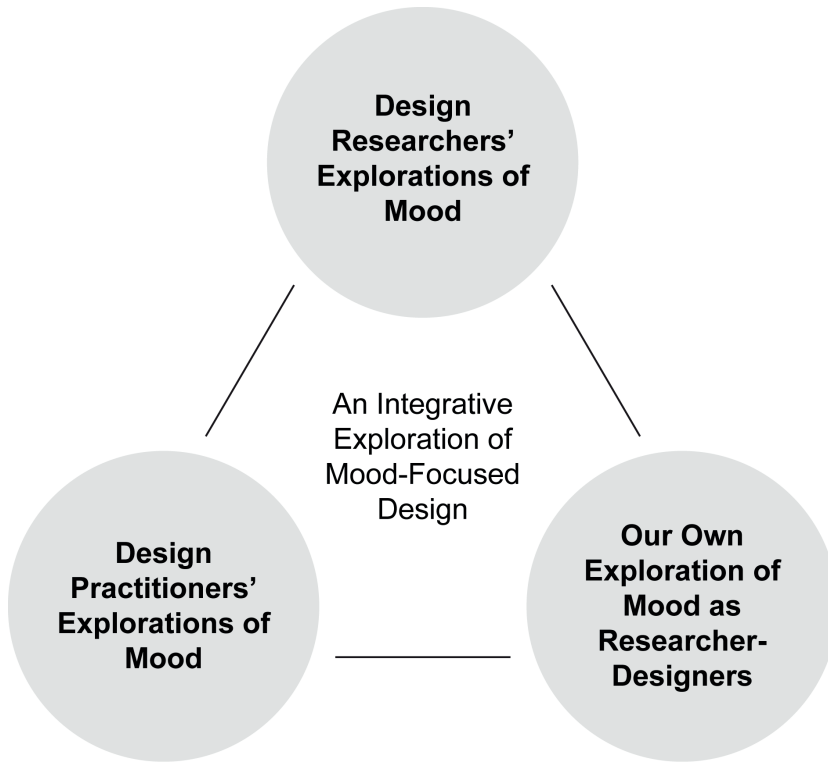 Design
Researchers’
Explorations of
Mood
An Integrative
Exploration of
Mood-Focused
Design
Design
Practitioners’
Explorations of
Mood
Our Own
Exploration of
Mood as
Researcher-
Designers